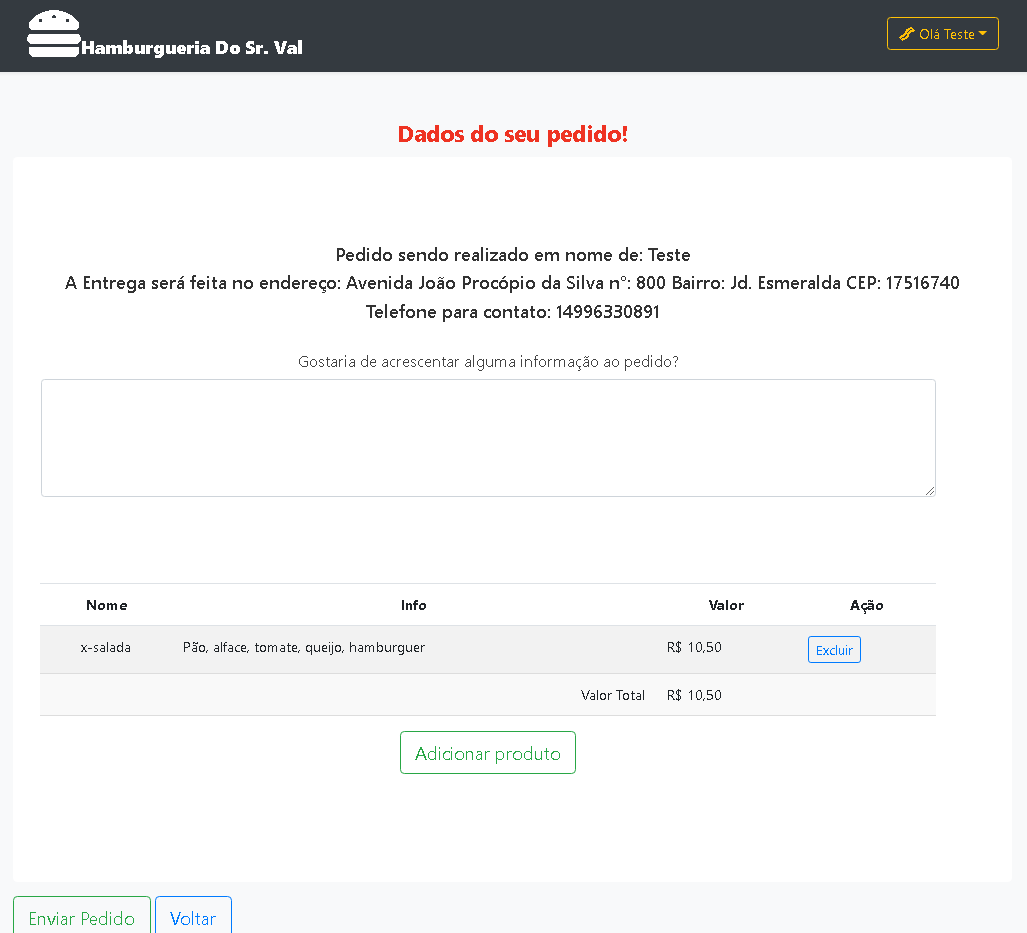 Hamburgueria Do Sr. Val
Olá Teste
Dados do seu pedido!
Pedido sendo realizado em nome de: Teste
A Entrega será feita no endereço: Avenida João Procópio da Silva n°: 800 Bairro: Jd. Esmeralda CEP: 17516740
Telefone para contato: 14996330891
Gostaria de acrescentar alguma informação ao pedido?
Nome Info Valor Ação
x-salada Pão, alface, tomate, queijo, hamburguer R$ 10,50 Excluir
Valor Total R$ 10,50
Adicionar produto
Enviar Pedido Voltar